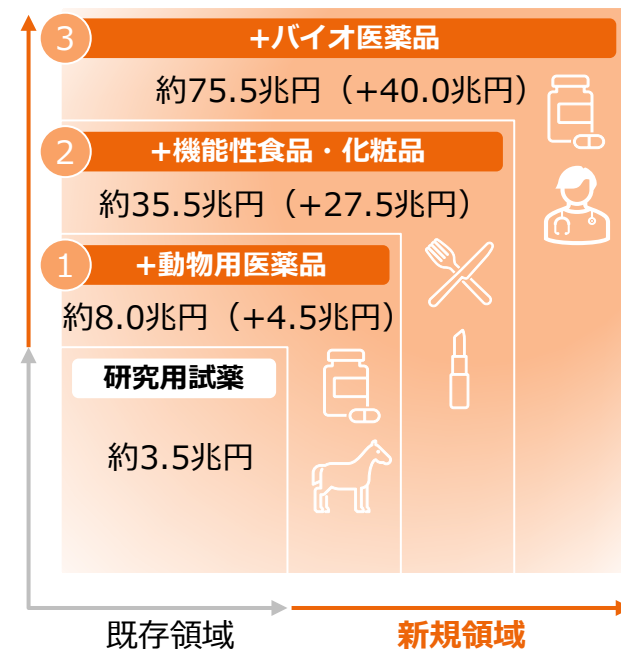 3
+バイオ医薬品
約75.5兆円（+40.0兆円）
2
+機能性食品・化粧品
約35.5兆円（+27.5兆円）
1
+動物用医薬品
約8.0兆円（+4.5兆円）
研究用試薬
約3.5兆円
既存領域
新規領域